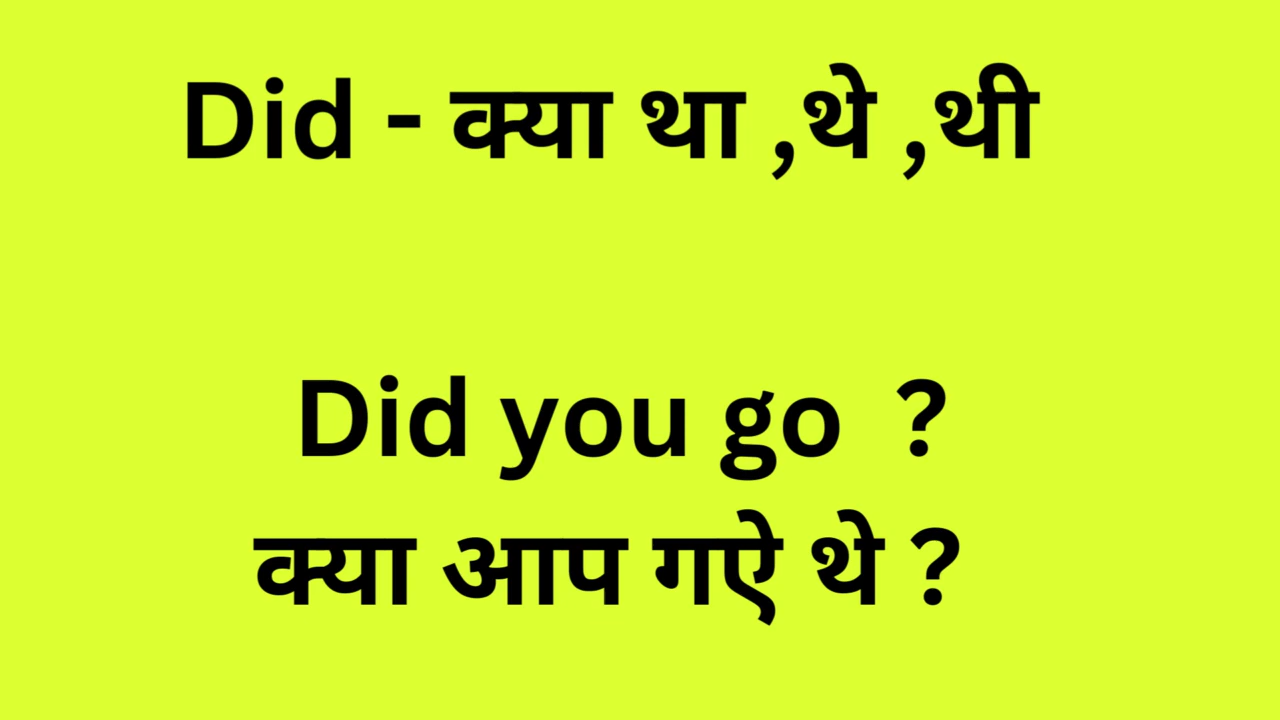 Did - क्या था ,थे ,थी
Did you go ?
क्या आप गऐ थे ?